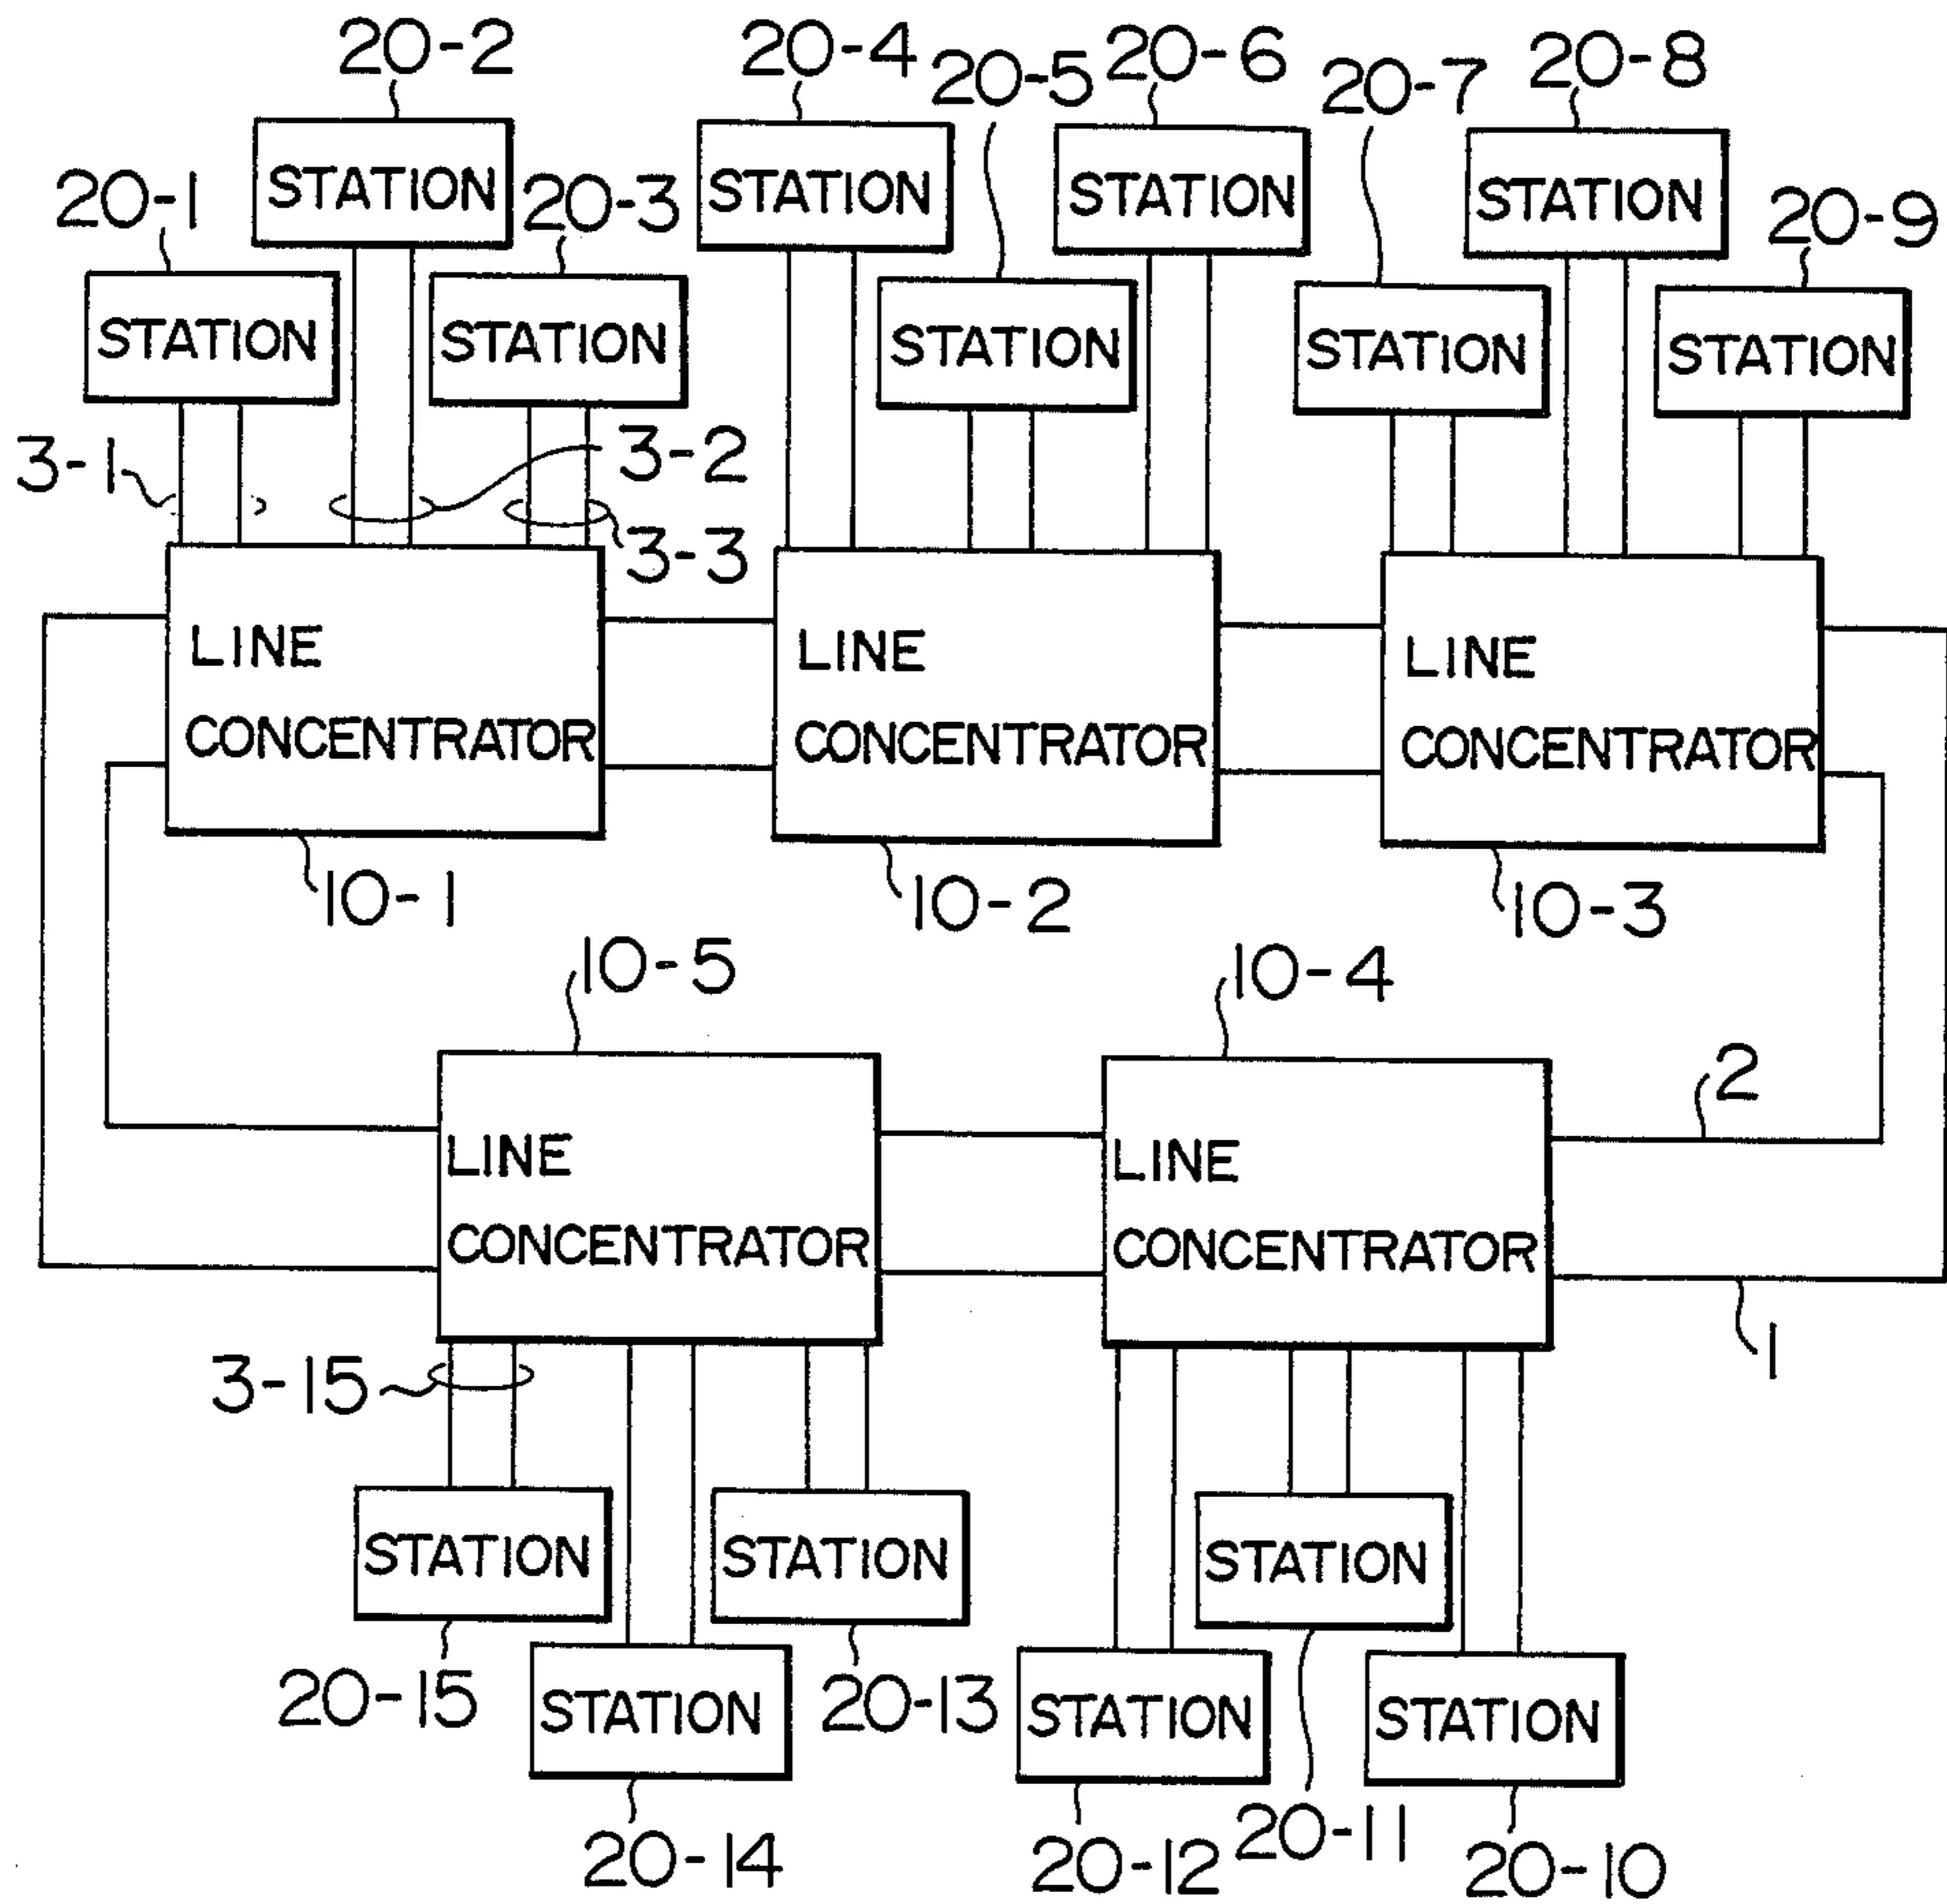 20-2
20-4
20-5
20-6
20-7
20-8
20-1
STATION
20-3
STATION
STATION
STATION
20-9
STATION
STATION
STATION
STATION
STATION
3-1
3-2
3-3
LINE
CONCENTRATOR
LINE
CONCENTRATOR
LINE
CONCENTRATOR
10-1
10-2
10-3
10-5
10-4
2
LINE
CONCENTRATOR
LINE
CONCENTRATOR
1
3-15
STATION
STATION
STATION
20-15
STATION
20-13
STATION
STATION
20-14
20-12
20-11
20-10